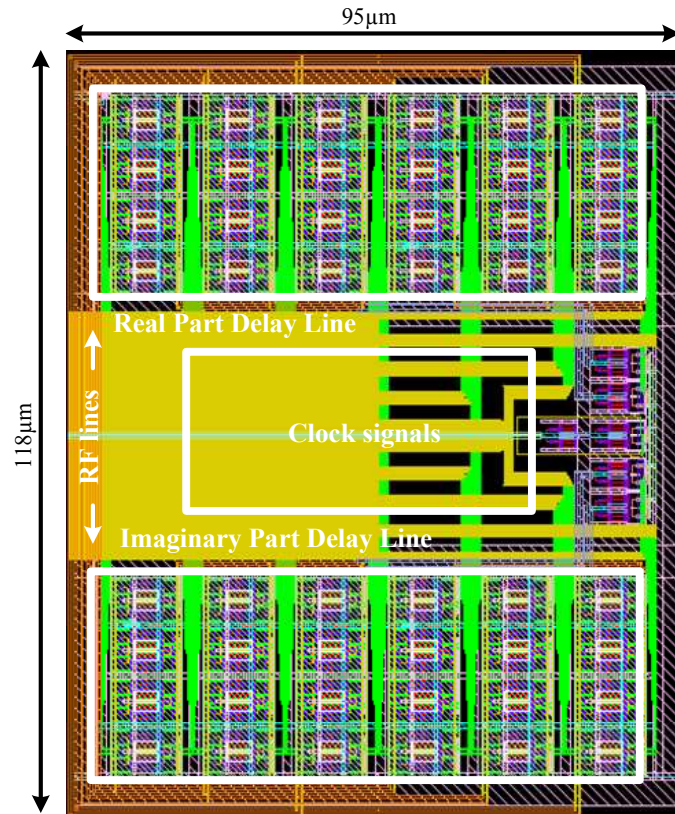 95µm
118µm
Real Part Delay Line
RF lines
Clock signals
Imaginary Part Delay Line